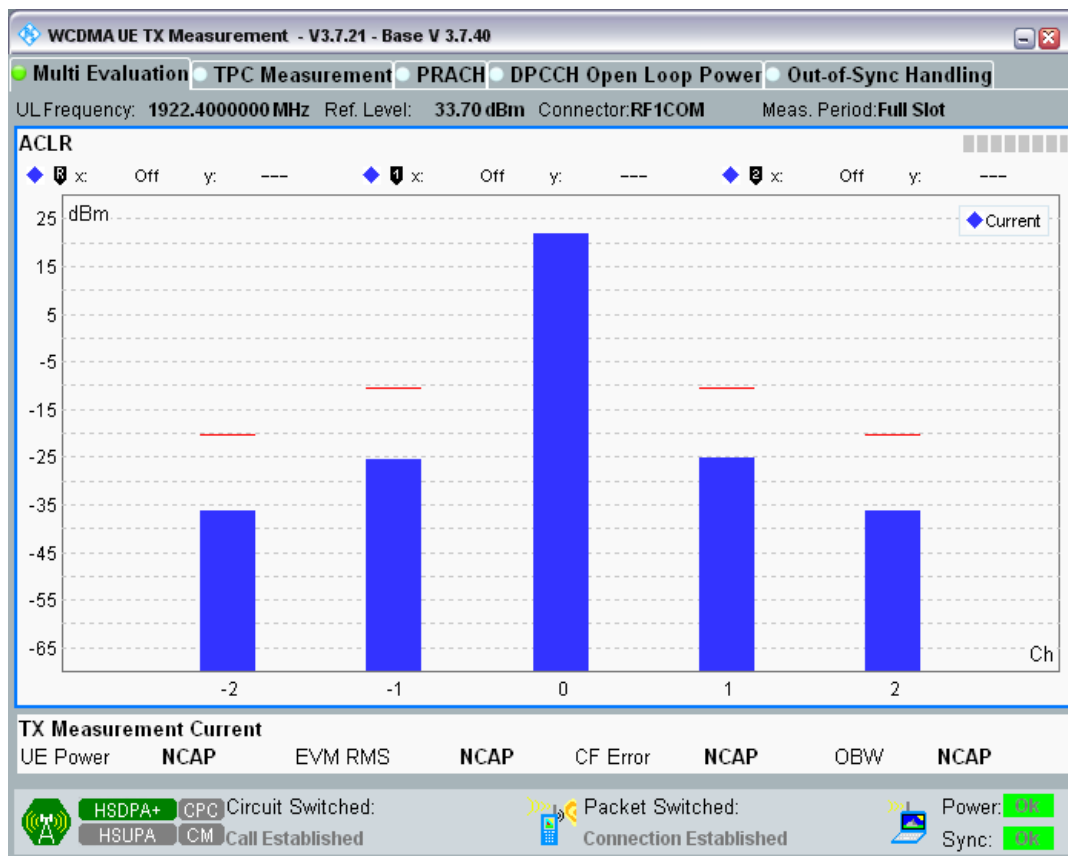 WCDMA UE TX Measurement - V3.7.21 - Base V 3.7.40
Multi Evaluation TPC Measurement PRACH DPCCH Open Loop Power Out-of-Sync Handling
UL Frequency: 1922.4000000 MHz Ref. Level: 33.70 dBm Connector:RF1COM Meas. Period:Full Slot
ACLR
R x: Off y: --- 1 x: Off y: --- 2 x: Off y: ---
dBm
Current
25
15
5
-5
-15
-25
-35
-45
-55
-65
Ch
-2 -1 0 1 2
TX Measurement Current
UE Power NCAP EVM RMS NCAP CF Error NCAP OBW NCAP
HSDPA+ CPC Circuit Switched: Packet Switched: Power: OK
HSUPA CM Call Established Connection Established Sync: OK